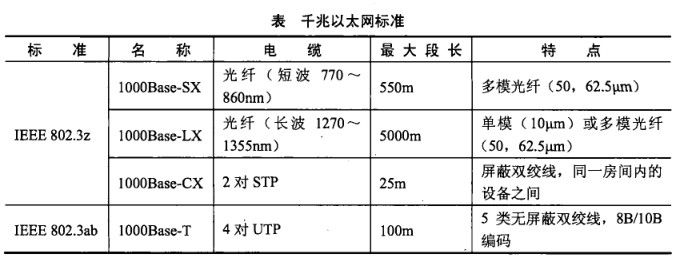 表 千兆以太网标准
标 准 名 称 电 缆 最 大 段 长 特 点
IEEE 802.3z
1000Base-SX
光纤（短波 770～
860nm）
550m
多模光纤（50，62.5μm）
1000Base-LX
光纤（长波 1270～
1355nm）
5000m
单模（10μm）或多模光纤
（50，62.5μm）
1000Base-CX
2 对 STP
25m
屏蔽双绞线，同一房间内的
设备之间
IEEE 802.3ab
1000Base-T
4 对 UTP
100m
5 类无屏蔽双绞线，8B/10B
编码